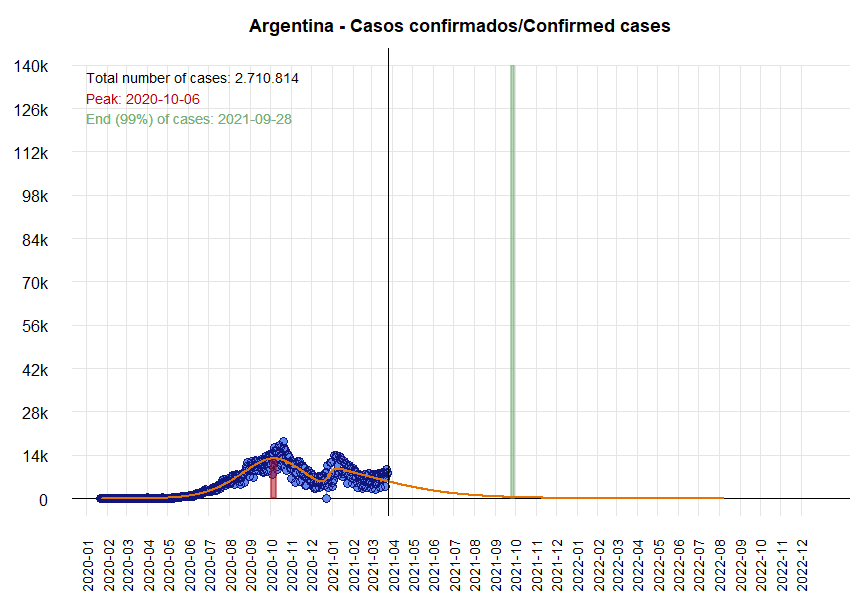 Argentina - Casos confirmados/Confirmed cases
140k
Total number of cases: 2.710.814
Peak: 2020-10-06
126k
End (99%) of cases: 2021-09-28
112k
98k
84k
70k
56k
42k
28k
14k
0
2020-01
2020-02
2020-03
2020-04
2020-05
2020-06
2020-07
2020-08
2020-09
2020-10
2020-11
2020-12
2021-01
2021-02
2021-03
2021-04
2021-05
2021-06
2021-07
2021-08
2021-09
2021-10
2021-11
2021-12
2022-01
2022-02
2022-03
2022-04
2022-05
2022-06
2022-07
2022-08
2022-09
2022-10
2022-11
2022-12